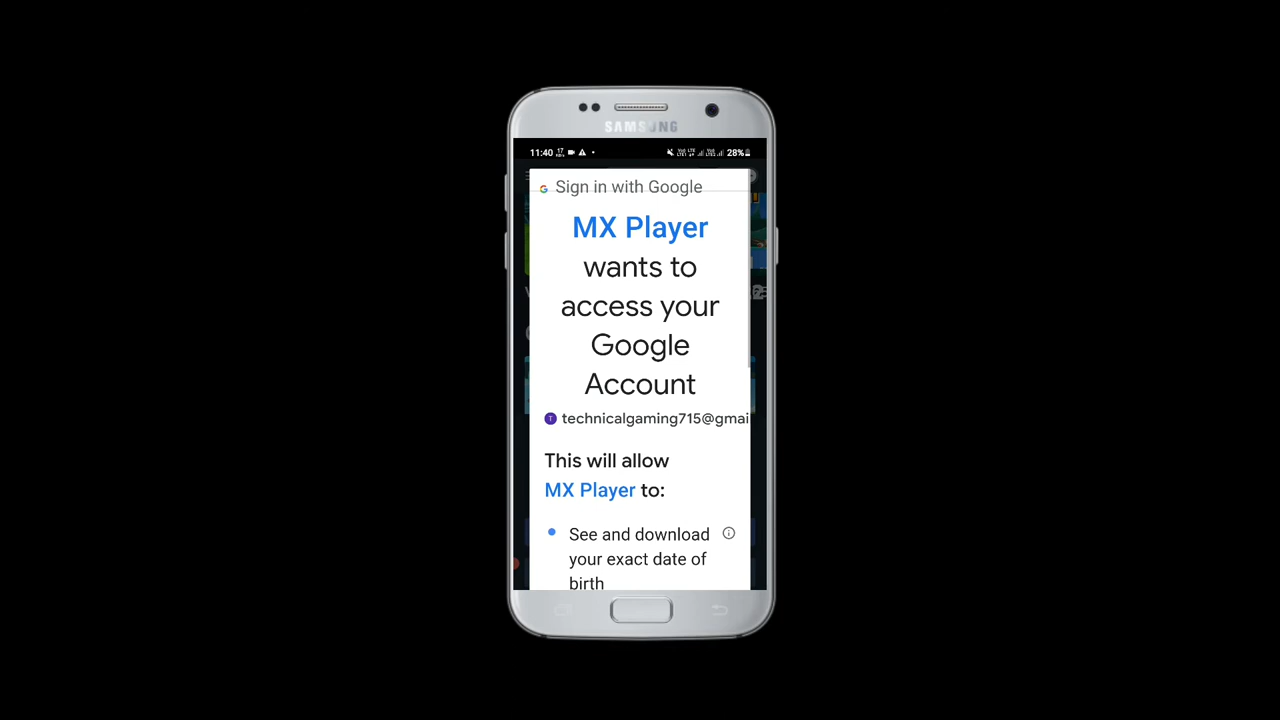 SAMSUNG
11:40 28%
Sign in with Google
MX Player
wants to
access your
Google
Account
T technicalgaming715@gmai
This will allow
MX Player to:
See and download
your exact date of
birth